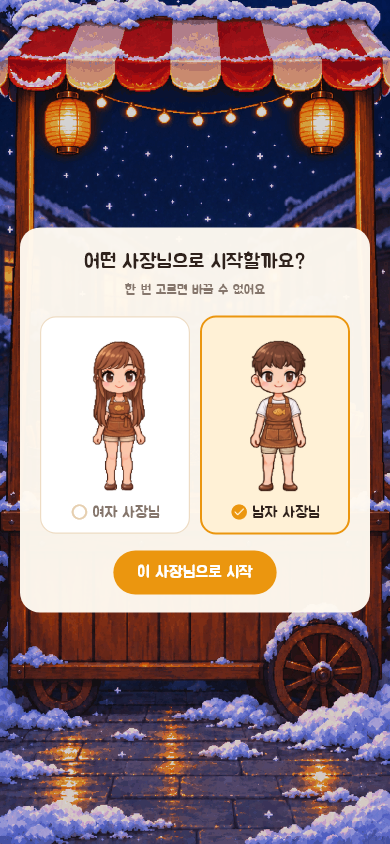 어떤 사장님으로 시작할까요?
한 번 고르면 바꿀 수 없어요
여자 사장님
남자 사장님
이 사장님으로 시작